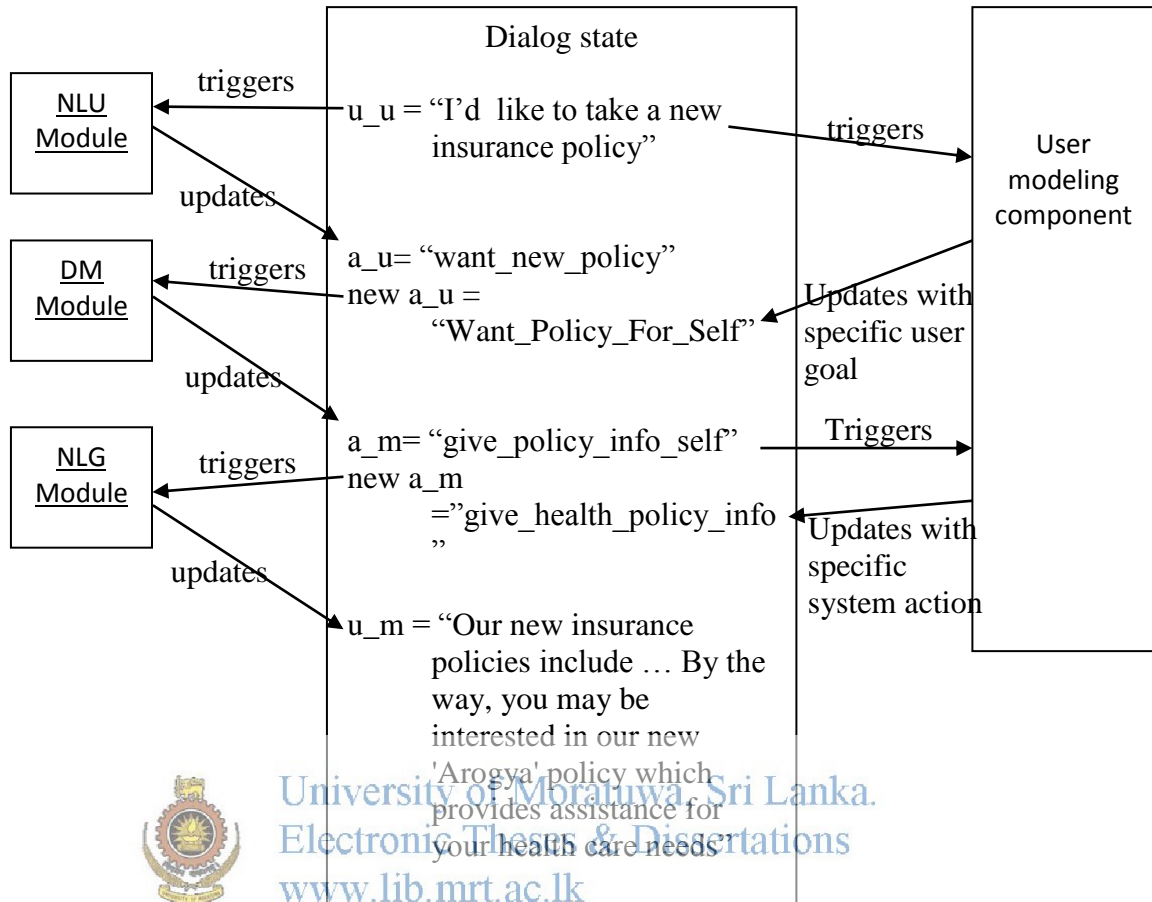 Dialog state
triggers
NLU
Module
u_u = “I’d  like to take a new
insurance policy”
triggers
User
modeling
component
updates
DM
Module
triggers
a_u= “want_new_policy”
new a_u =
“Want_Policy_For_Self”
Updates with
specific user
goal
updates
NLG
Module
triggers
a_m= “give_policy_info_self”
new a_m
=”give_health_policy_info
”
Triggers
Updates with
specific
system action
updates
u_m = “Our new insurance
policies include … By the
way, you may be
interested in our new
'Arogya' policy which
provides assistance for
your health care needs”
University of Moratuwa, Sri Lanka.
Electronic Theses & Dissertations
www.lib.mrt.ac.lk